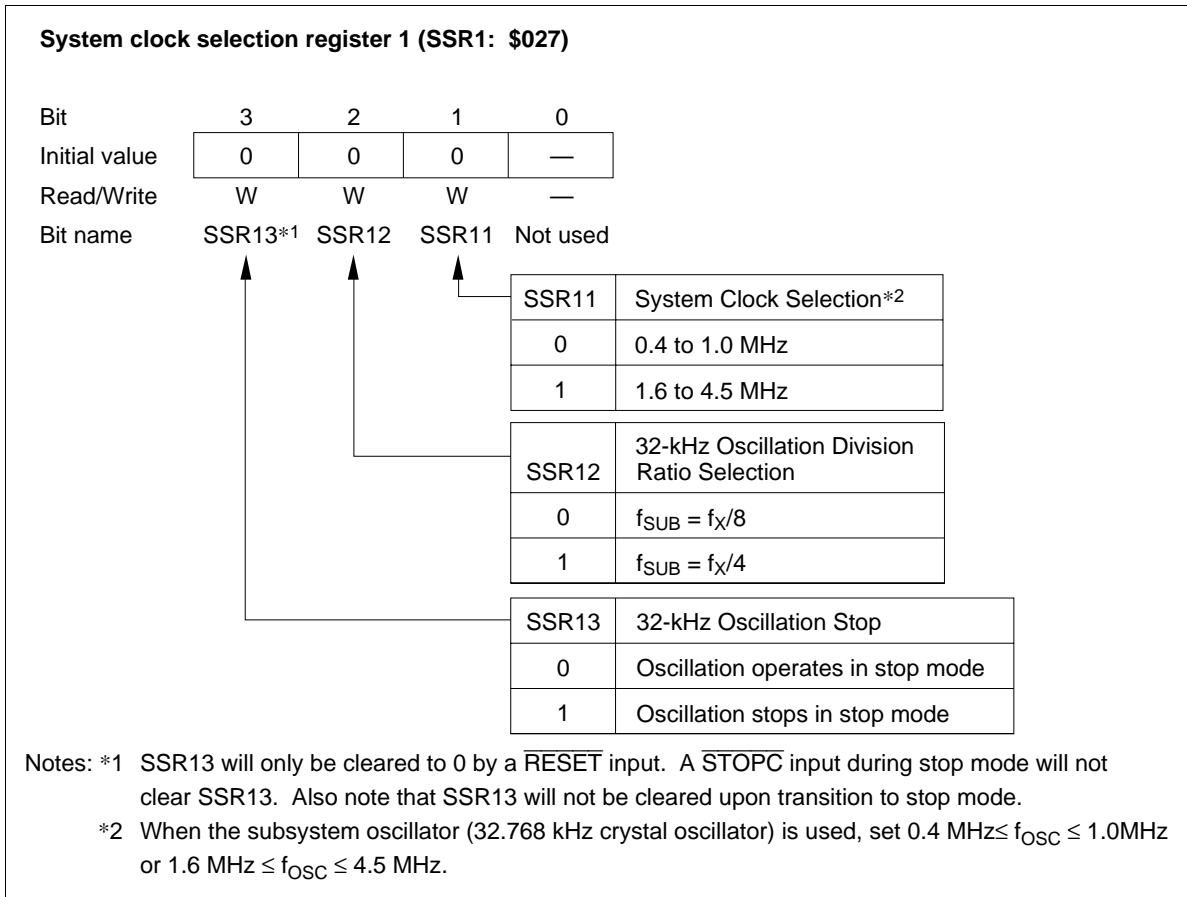 System clock selection register 1 (SSR1: $027)
Bit 3 2 1 0
Initial value 0 0 0 —
Read/Write W W W —
Bit name SSR13*1 SSR12 SSR11 Not used
SSR11 System Clock Selection*2
0 0.4 to 1.0 MHz
1 1.6 to 4.5 MHz
32-kHz Oscillation Division
SSR12 Ratio Selection
0 fSUB = fX/8
1 fSUB = fX/4
SSR13 32-kHz Oscillation Stop
0 Oscillation operates in stop mode
1 Oscillation stops in stop mode
Notes: *1 SSR13 will only be cleared to 0 by a RESET input. A STOPC input during stop mode will not
clear SSR13. Also note that SSR13 will not be cleared upon transition to stop mode.
*2 When the subsystem oscillator (32.768 kHz crystal oscillator) is used, set 0.4 MHz≤ fOSC ≤ 1.0MHz
or 1.6 MHz ≤ fOSC ≤ 4.5 MHz.